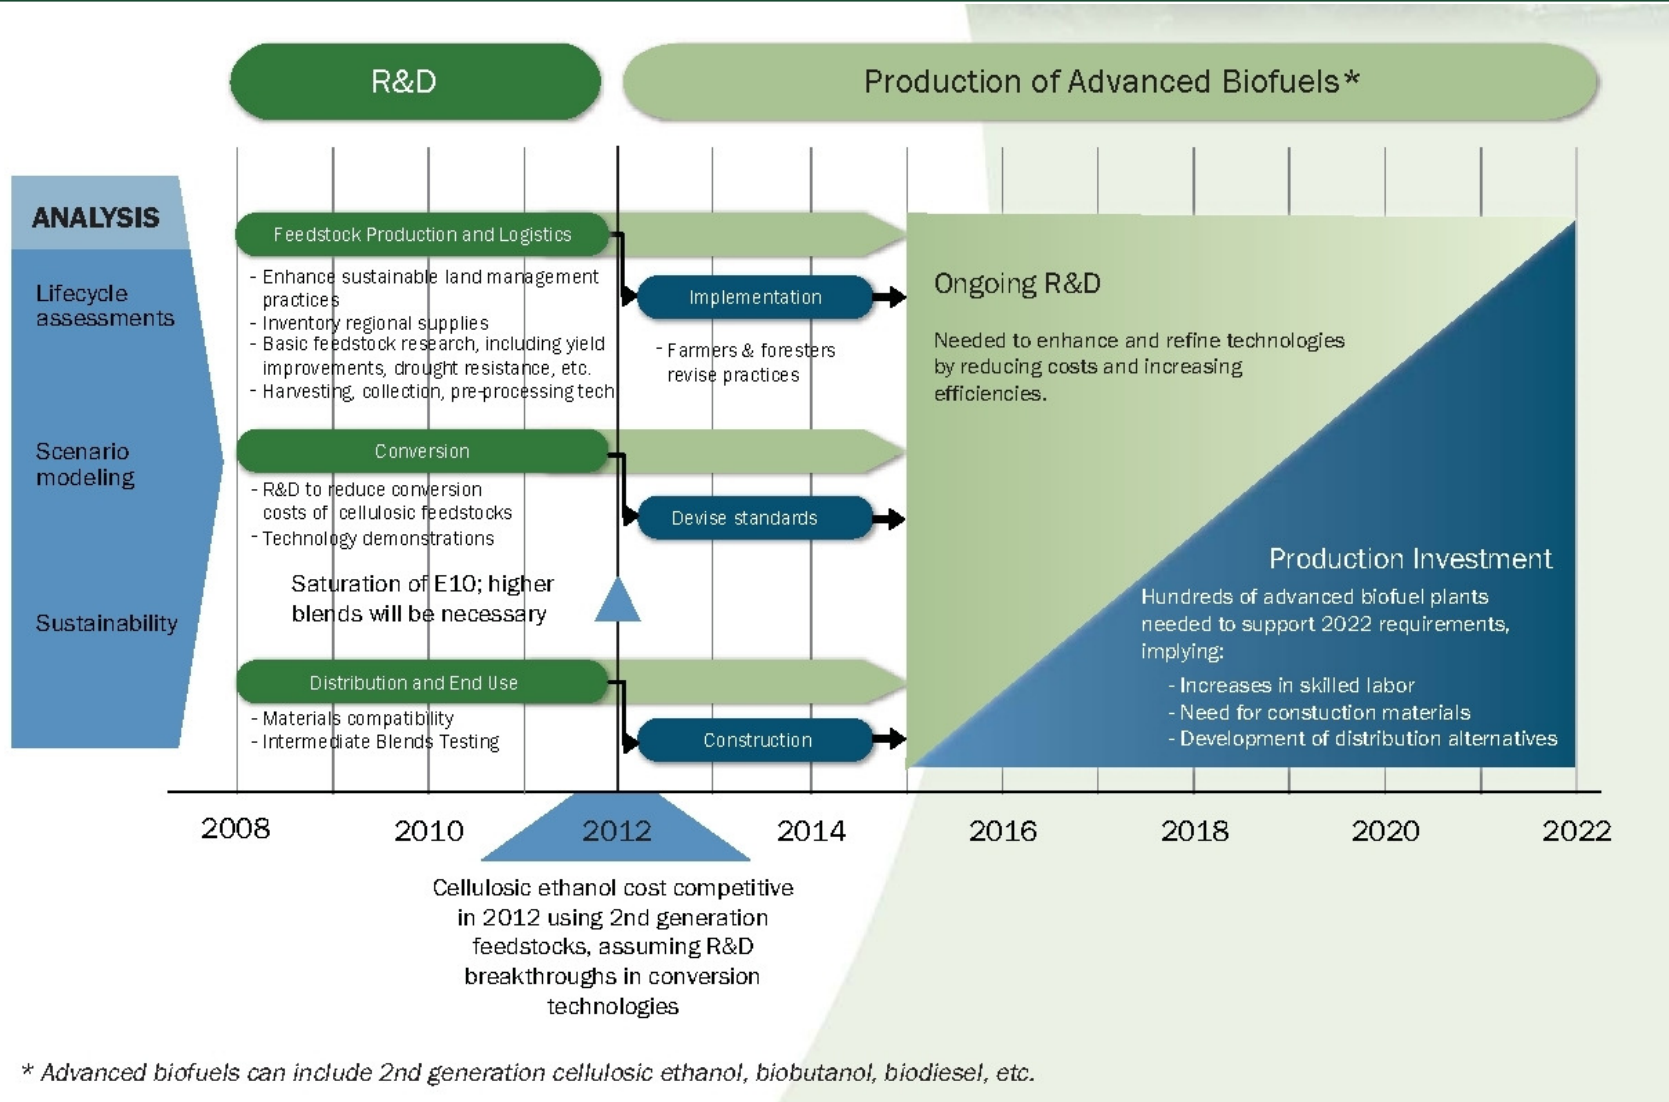 R&D
Production of Advanced Biofuels*
ANALYSIS
Lifecycle
assessments
Scenario
modeling
Sustainability
Feedstock Production and Logistics
- Enhance sustainable land management
practices
- Inventory regional supplies
- Basic feedstock research, including yield
improvements, drought resistance, etc.
- Harvesting, collection, pre-processing tech
Implementation
- Farmers & foresters
revise practices
Conversion
- R&D to reduce conversion
costs of cellulosic feedstocks
- Technology demonstrations
Devise standards
Saturation of E10; higher
blends will be necessary
Distribution and End Use
- Materials compatibility
- Intermediate Blends Testing
Construction
Ongoing R&D
Needed to enhance and refine technologies
by reducing costs and increasing
efficiencies.
Production Investment
Hundreds of advanced biofuel plants
needed to support 2022 requirements,
implying:
- Increases in skilled labor
- Need for constuction materials
- Development of distribution alternatives
2008 2010 2012 2014 2016 2018 2020 2022
Cellulosic ethanol cost competitive
in 2012 using 2nd generation
feedstocks, assuming R&D
breakthroughs in conversion
technologies
* Advanced biofuels can include 2nd generation cellulosic ethanol, biobutanol, biodiesel, etc.